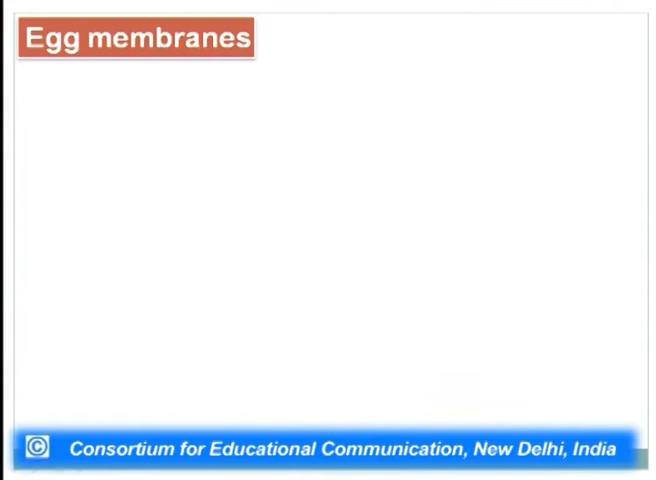 Egg membranes
© Consortium for Educational Communication, New Delhi, India